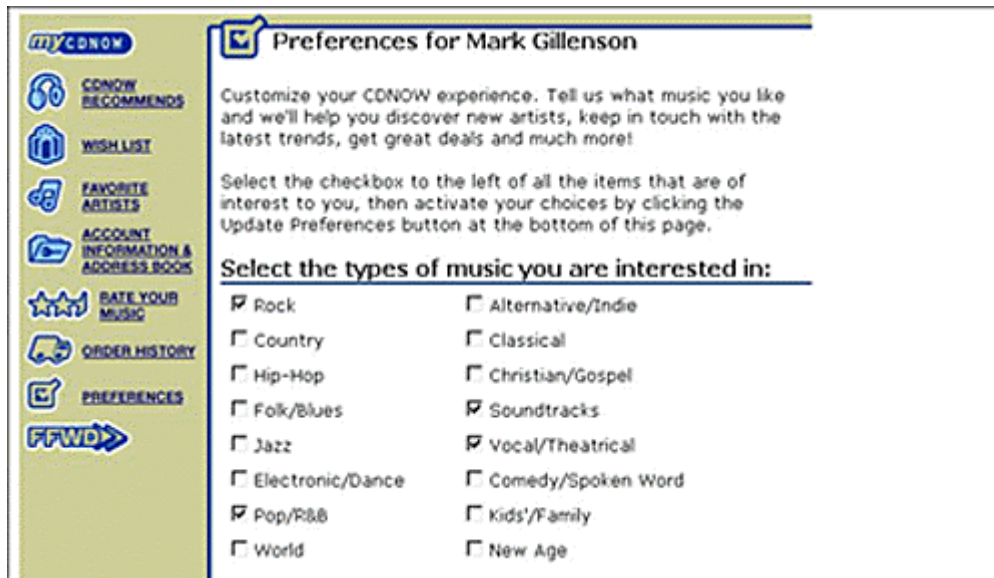 myCDNOW
CDNOW
RECOMMENDS
WISH LIST
FAVORITE
ARTISTS
ACCOUNT
INFORMATION &
ADDRESS BOOK
RATE YOUR
MUSIC
ORDER HISTORY
PREFERENCES
FFWD
Preferences for Mark Gillenson
Customize your CDNOW experience. Tell us what music you like
and we'll help you discover new artists, keep in touch with the
latest trends, get great deals and much more!
Select the checkbox to the left of all the items that are of
interest to you, then activate your choices by clicking the
Update Preferences button at the bottom of this page.
Select the types of music you are interested in:
Rock Alternative/Indie
Country Classical
Hip-Hop Christian/Gospel
Folk/Blues Soundtracks
Jazz Vocal/Theatrical
Electronic/Dance Comedy/Spoken Word
Pop/R&B Kids'/Family
World New Age